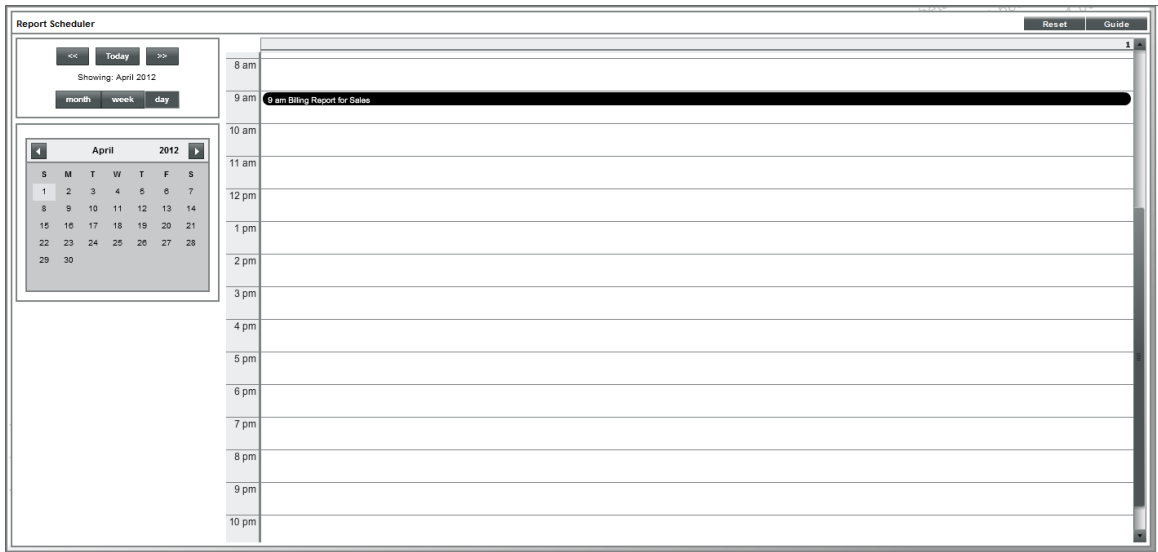 Report Scheduler
Reset Guide
<< Today >>
Showing: April 2012
month week day
April 2012
S M T W T F S
1 2 3 4 5 6 7
8 9 10 11 12 13 14
15 16 17 18 19 20 21
22 23 24 25 26 27 28
29 30
1
8 am
9 am 9 am Billing Report for Sales
10 am
11 am
12 pm
1 pm
2 pm
3 pm
4 pm
5 pm
6 pm
7 pm
8 pm
9 pm
10 pm